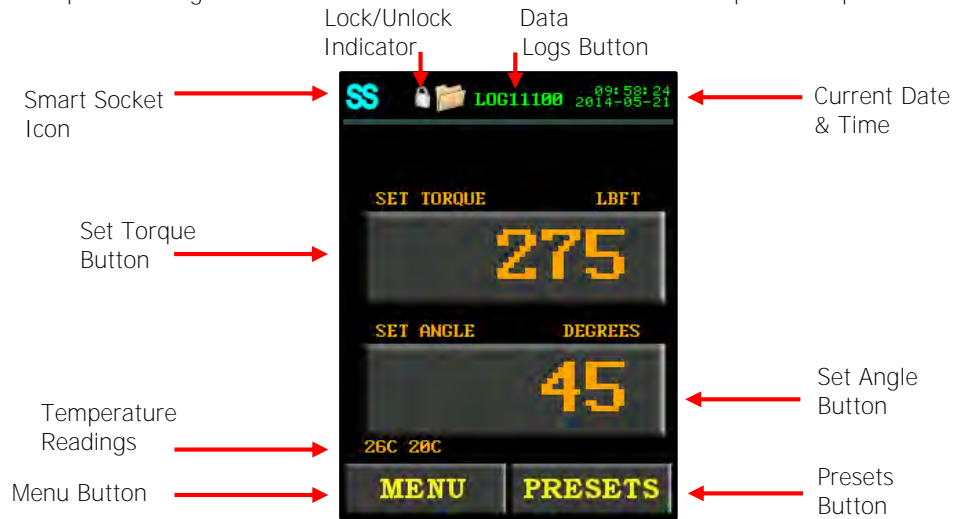 Lock/Unlock
Indicator
Data
Logs Button
Smart Socket
Icon
SS LOG11100 09:58:24
2014-05-21
Current Date
& Time
SET TORQUE LBFT
275
Set Torque
Button
SET ANGLE DEGREES
45
Set Angle
Button
Temperature
Readings
26C 20C
Menu Button
MENU PRESETS
Presets
Button